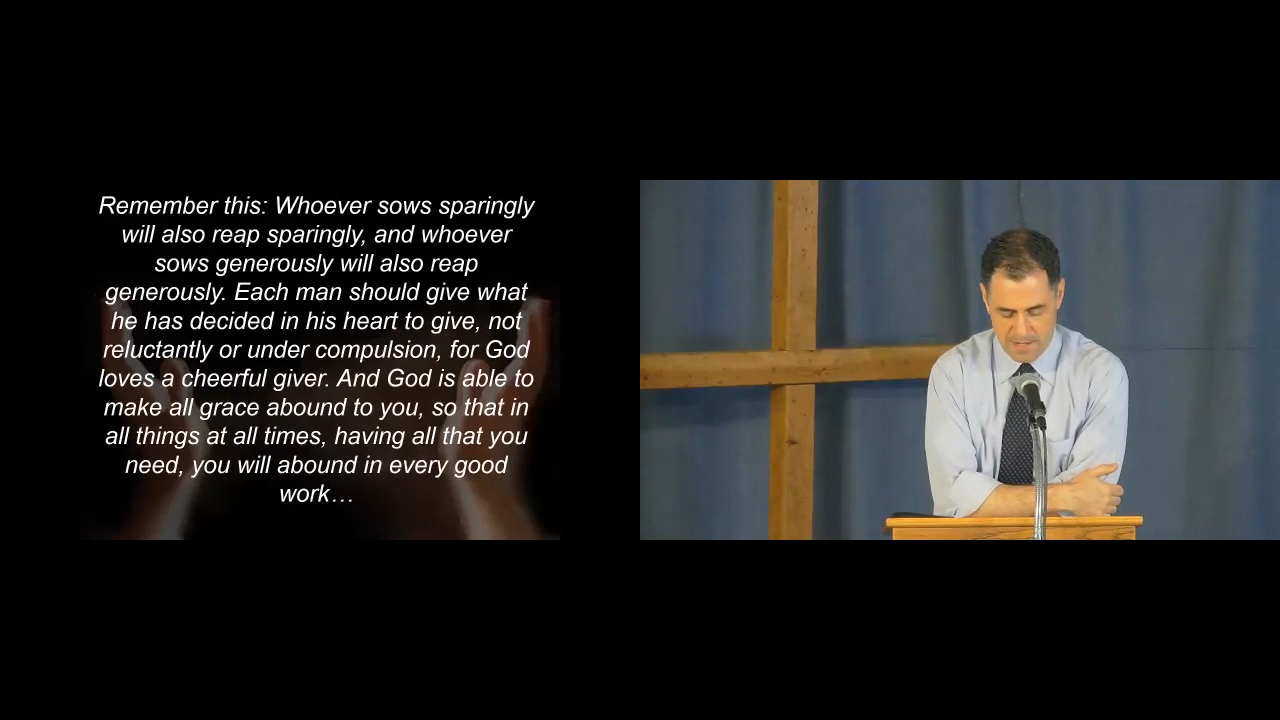 Remember this: Whoever sows sparingly
will also reap sparingly, and whoever
sows generously will also reap
generously. Each man should give what
he has decided in his heart to give, not
reluctantly or under compulsion, for God
loves a cheerful giver. And God is able to
make all grace abound to you, so that in
all things at all times, having all that you
need, you will abound in every good
work…